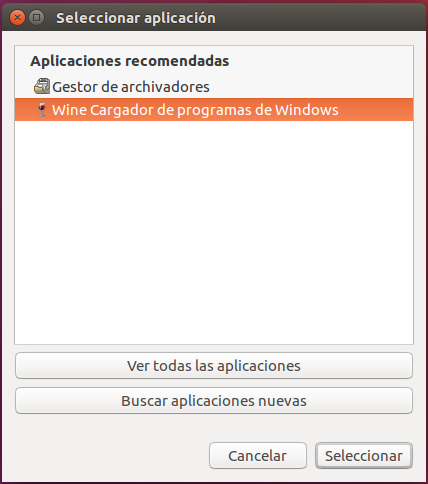 Seleccionar aplicación
Aplicaciones recomendadas
Gestor de archivadores
Wine Cargador de programas de Windows
Ver todas las aplicaciones
Buscar aplicaciones nuevas
Cancelar
Seleccionar